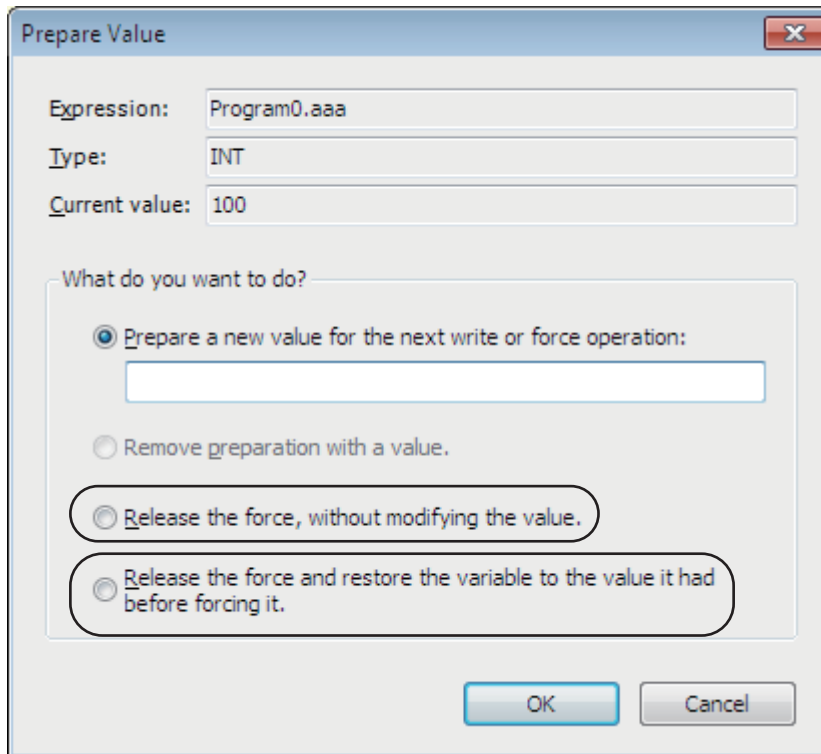 Prepare Value
Expression: Program0.aaa
Type: INT
Current value: 100
What do you want to do?
Prepare a new value for the next write or force operation:
Remove preparation with a value.
Release the force, without modifying the value.
Release the force and restore the variable to the value it had
before forcing it.
OK Cancel